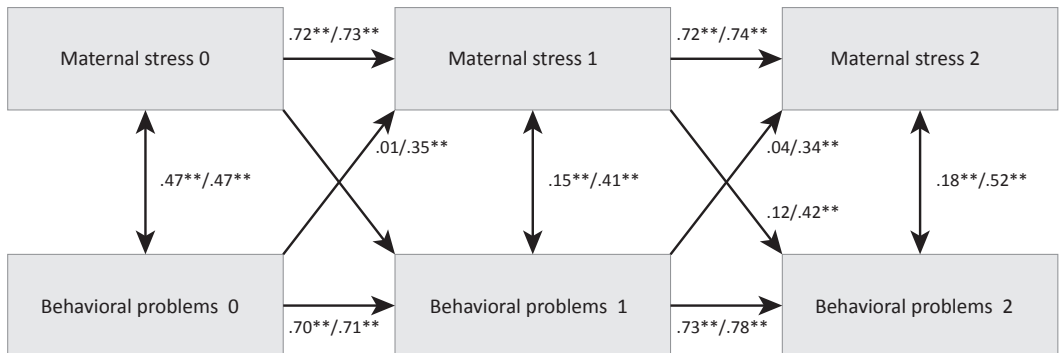 .72**/.73**
.72**/.74**
Maternal stress 0
Maternal stress 1
Maternal stress 2
.01/.35**
.04/.34**
.47**/.47**
.15**/.41**
.18**/.52**
.12/.42**
Behavioral problems 0
Behavioral problems 1
Behavioral problems 2
.70**/.71**
.73**/.78**